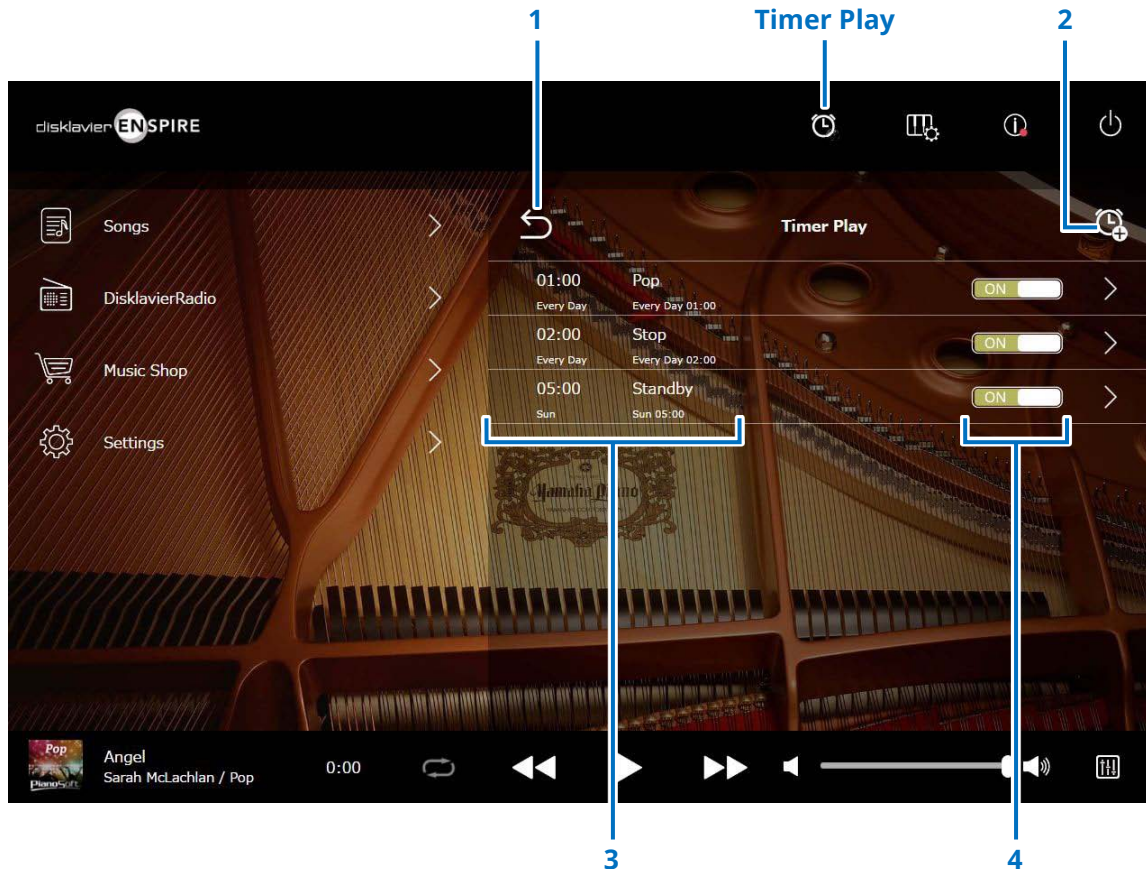 1
Timer Play
2
disklavier ENSPIRE
Songs
Timer Play
DisklavierRadio
01:00 Pop ON
Every Day Every Day 01:00
Music Shop
02:00 Stop ON
Every Day Every Day 02:00
Settings
05:00 Standby ON
Sun Sun 05:00
Yamaha Piano
Pop
PianoSoft
Angel
Sarah McLachlan / Pop
0:00
3
4